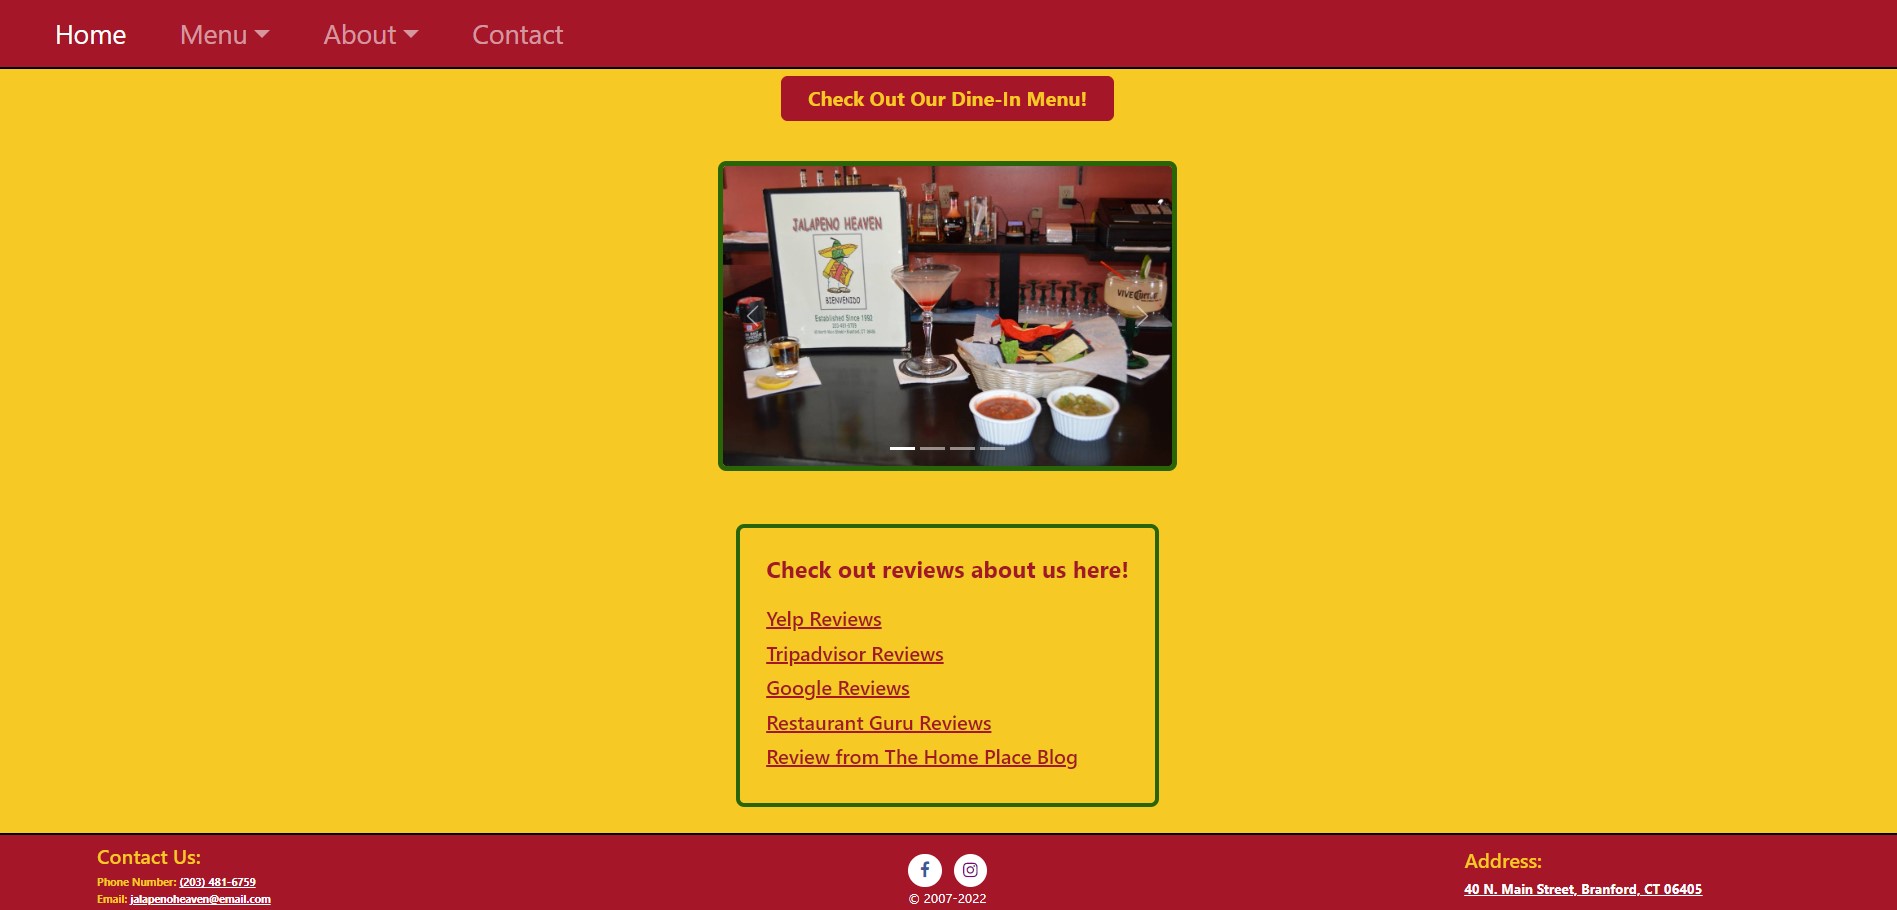 Home Menu About Contact
Check Out Our Dine-In Menu!
JALAPENO HEAVEN
BIENVENIDO
Established Since 1992
VIVE Cuervo
Check out reviews about us here!
Yelp Reviews
Tripadvisor Reviews
Google Reviews
Restaurant Guru Reviews
Review from The Home Place Blog
Contact Us:
Phone Number: (203) 481-6759
Email: jalapenoheaven@email.com
© 2007-2022
Address:
40 N. Main Street, Branford, CT 06405